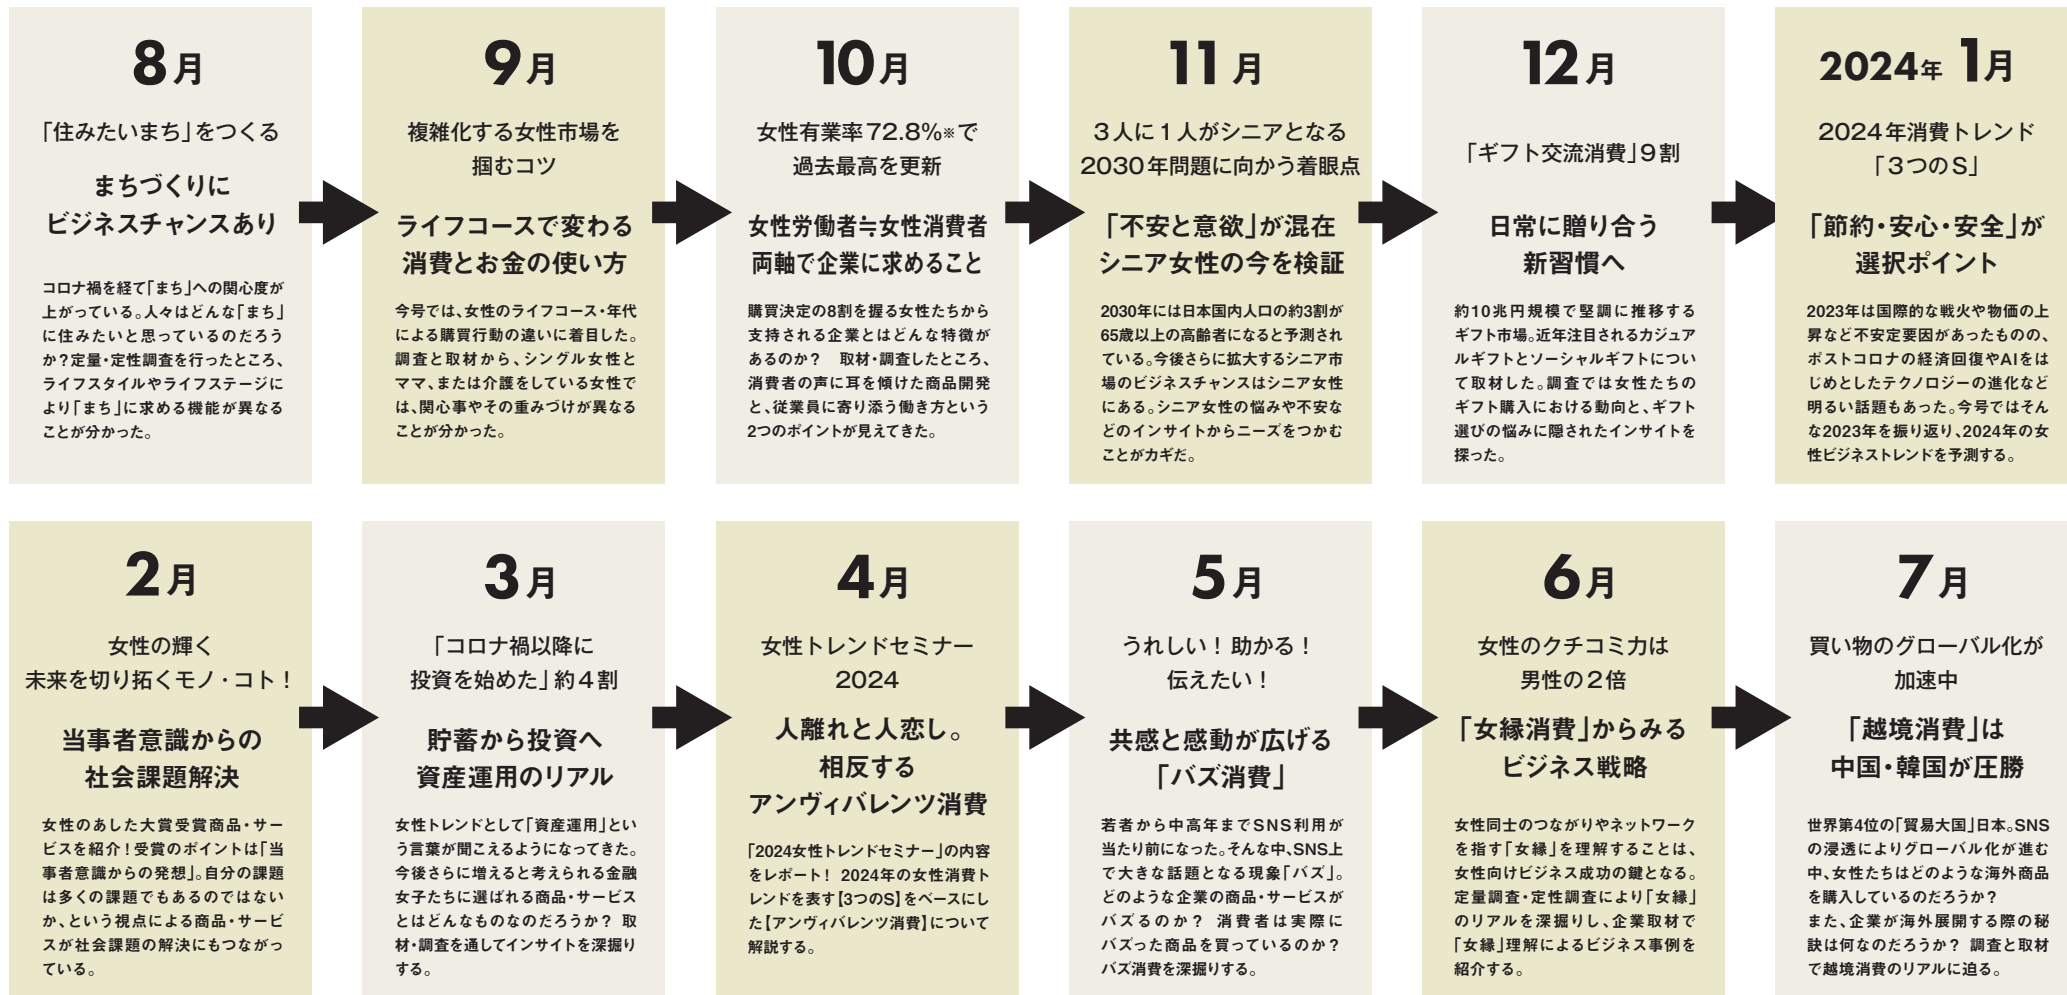 8月
「住みたいまち」をつくる
まちづくりに
ビジネスチャンスあり
コロナ禍を経て「まち」への関心度が
上がっている。人々はどんな「まち」
に住みたいと思っているのだろう
か？定量・定性調査を行ったところ、
ライフスタイルやライフステージに
より「まち」に求める機能が異なる
ことが分かった。
9月
複雑化する女性市場を
掴むコツ
ライフコースで変わる
消費とお金の使い方
今号では、女性のライフコース・年代
による購買行動の違いに着目した。
調査と取材から、シングル女性と
ママ、または介護をしている女性で
は、関心事やその重みづけが異なる
ことが分かった。
10月
女性有業率72.8%※で
過去最高を更新
女性労働者≒女性消費者
両軸で企業に求めること
購買決定の8割を握る女性たちから
支持される企業とはどんな特徴が
あるのか？　取材・調査したところ、
消費者の声に耳を傾けた商品開発
と、従業員に寄り添う働き方という
2つのポイントが見えてきた。
11月
3人に1人がシニアとなる
2030年問題に向かう着眼点
「不安と意欲」が混在
シニア女性の今を検証
2030年には日本国内人口の約3割が
65歳以上の高齢者になると予測され
ている。今後さらに拡大するシニア市
場のビジネスチャンスはシニア女性
にある。シニア女性の悩みや不安な
どのインサイトからニーズをつかむ
ことがカギだ。
12月
「ギフト交流消費」9割
日常に贈り合う
新習慣へ
約10兆円規模で堅調に推移する
ギフト市場。近年注目されるカジュア
ルギフトとソーシャルギフトについ
て取材した。調査では女性たちの
ギフト購入における動向と、ギフト
選びの悩みに隠されたインサイトを
探った。
2024年 1月
2024年消費トレンド
「3つのS」
「節約・安心・安全」が
選択ポイント
2023年は国際的な戦火や物価の上
昇など不安定要因があったものの、
ポストコロナの経済回復やAIをは
じめとしたテクノロジーの進化など
明るい話題もあった。今号ではそん
な2023年を振り返り、2024年の女
性ビジネストレンドを予測する。
2月
女性の輝く
未来を切り拓くモノ・コト！
当事者意識からの
社会課題解決
女性のあした大賞受賞商品・サー
ビスを紹介！受賞のポイントは「当
事者意識からの発想」。自分の課題
は多くの課題でもあるのではない
か、という視点による商品・サービ
スが社会課題の解決にもつながっ
ている。
3月
「コロナ禍以降に
投資を始めた」約4割
貯蓄から投資へ
資産運用のリアル
女性トレンドとして「資産運用」とい
う言葉が聞こえるようになってきた。
今後さらに増えると考えられる金融
女子たちに選ばれる商品・サービス
とはどんなものなのだろうか？ 取
材・調査を通してインサイトを深掘り
する。
4月
女性トレンドセミナー
2024
人離れと人恋し。
相反する
アンヴィバレンツ消費
「2024女性トレンドセミナー」の内容
をレポート！ 2024年の女性消費ト
レンドを表す【3つのS】をベースにし
た【アンヴィバレンツ消費】について
解説する。
5月
うれしい！助かる！
伝えたい！
共感と感動が広げる
「バズ消費」
若者から中高年までSNS利用が
当たり前になった。そんな中、SNS上
で大きな話題となる現象「バズ」。
どのような企業の商品・サービスが
バズるのか？ 消費者は実際に
バズった商品を買っているのか？
バズ消費を深掘りする。
6月
女性のクチコミ力は
男性の2倍
「女縁消費」からみる
ビジネス戦略
女性同士のつながりやネットワーク
を指す「女縁」を理解することは、
女性向けビジネス成功の鍵となる。
定量調査・定性調査により「女縁」
のリアルを深掘りし、企業取材で
「女縁」理解によるビジネス事例を
紹介する。
7月
買い物のグローバル化が
加速中
「越境消費」は
中国・韓国が圧勝
世界第4位の「貿易大国」日本。SNS
の浸透によりグローバル化が進む
中、女性たちはどのような海外商品
を購入しているのだろうか？
また、企業が海外展開する際の秘
訣は何なのだろうか？ 調査と取材
で越境消費のリアルに迫る。